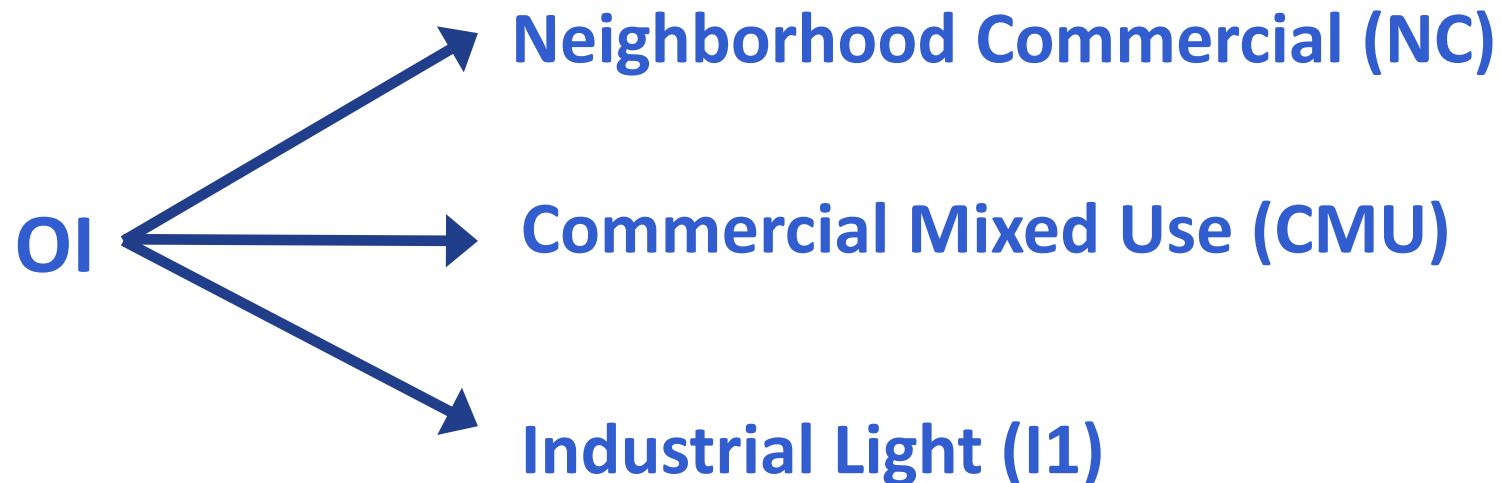 Neighborhood Commercial (NC)
OI
Commercial Mixed Use (CMU)
Industrial Light (I1)